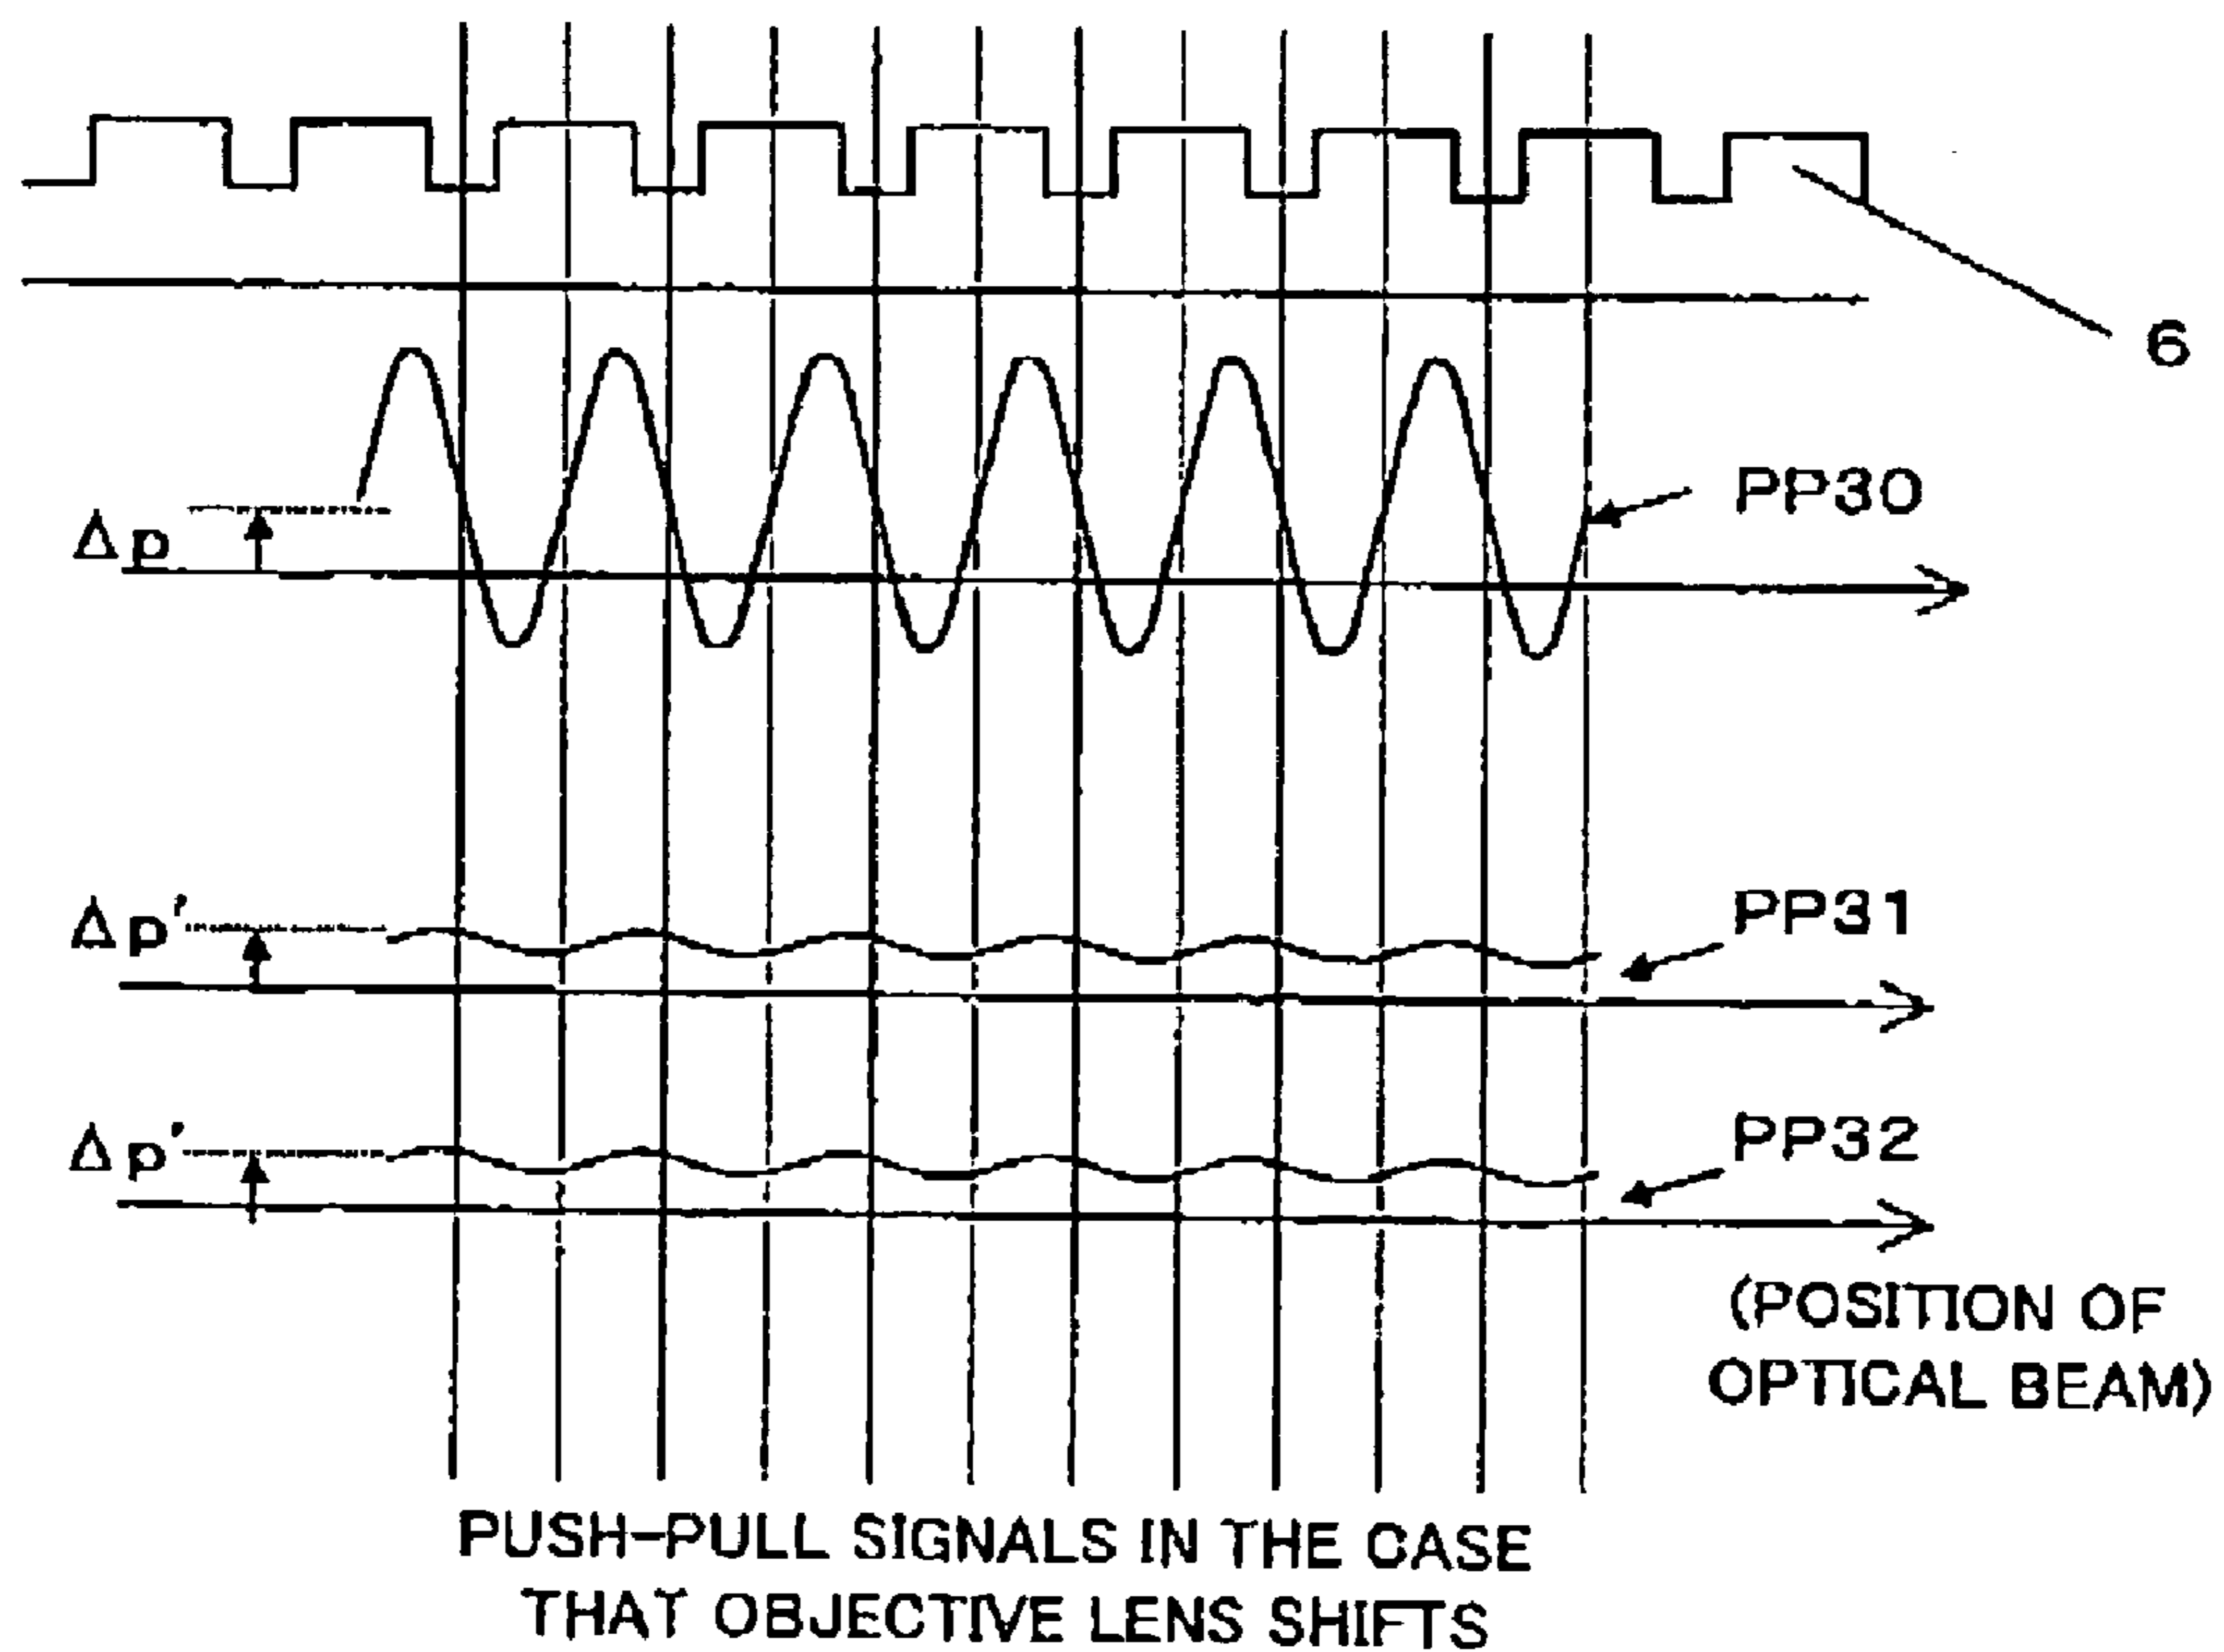 6
PP30
Δp
Δp'
PP31
Δp'
PP32
(POSITION OF
OPTICAL BEAM)
PUSH-PULL SIGNALS IN THE CASE
THAT OBJECTIVE LENS SHIFTS